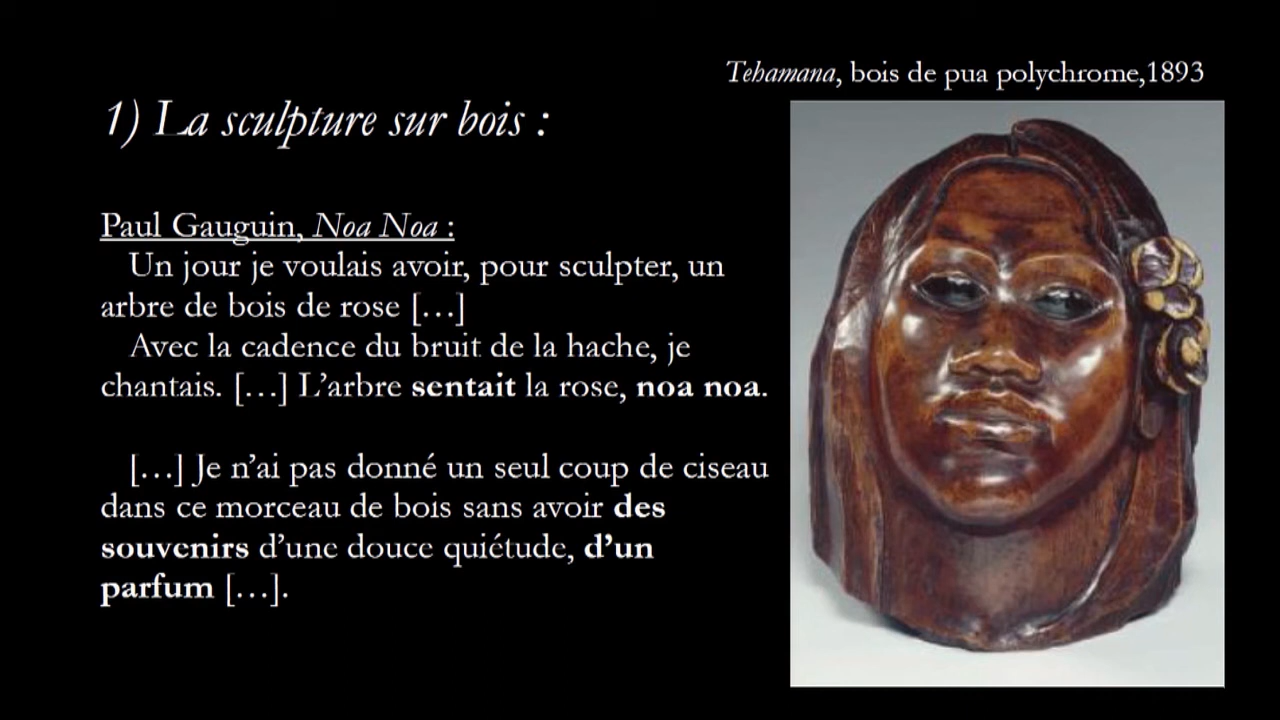 Tehamana, bois de pua polychrome,1893
1) La sculpture sur bois :
Paul Gauguin, Noa Noa :
Un jour je voulais avoir, pour sculpter, un
arbre de bois de rose […]
Avec la cadence du bruit de la hache, je
chantais. […] L’arbre sentait la rose, noa noa.
[…] Je n’ai pas donné un seul coup de ciseau
dans ce morceau de bois sans avoir des
souvenirs d’une douce quiétude, d’un
parfum […].